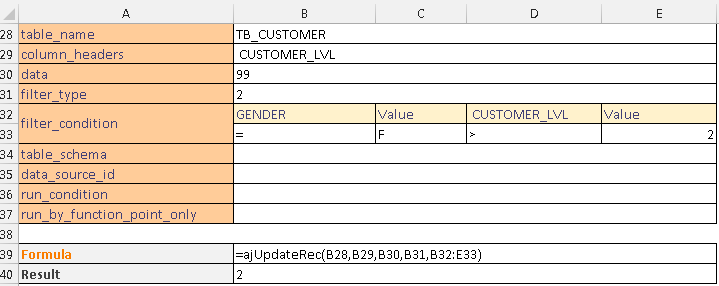 A B C D E
28 table_name TB_CUSTOMER
29 column_headers CUSTOMER_LVL
30 data 99
31 filter_type 2
32 filter_condition GENDER Value CUSTOMER_LVL Value
33 = F > 2
34 table_schema
35 data_source_id
36 run_condition
37 run_by_function_point_only
38
39 Formula =ajUpdateRec(B28,B29,B30,B31,B32:E33)
40 Result 2